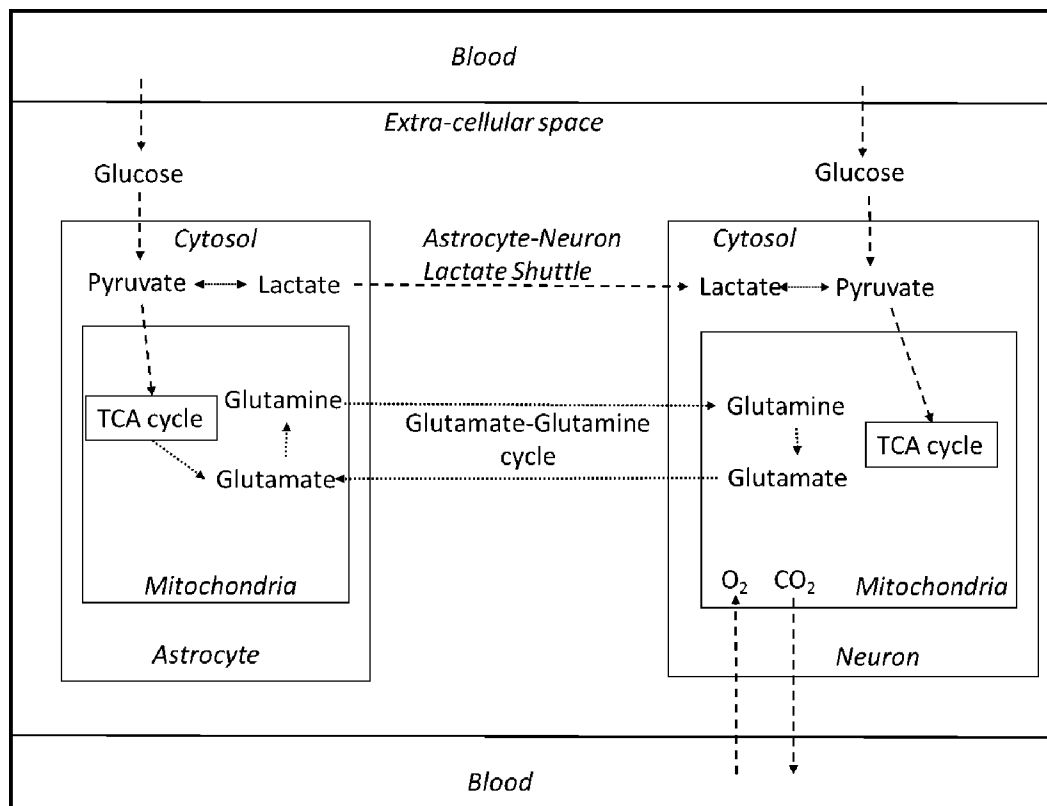 Blood
Extra-cellular space
Glucose
Glucose
Cytosol
Astrocyte-Neuron
Lactate Shuttle
Cytosol
Pyruvate
Lactate
Lactate
Pyruvate
TCA cycle
Glutamine
Glutamate-Glutamine
cycle
Glutamine
TCA cycle
Glutamate
Glutamate
Mitochondria
O₂
CO₂
Mitochondria
Astrocyte
Neuron
Blood